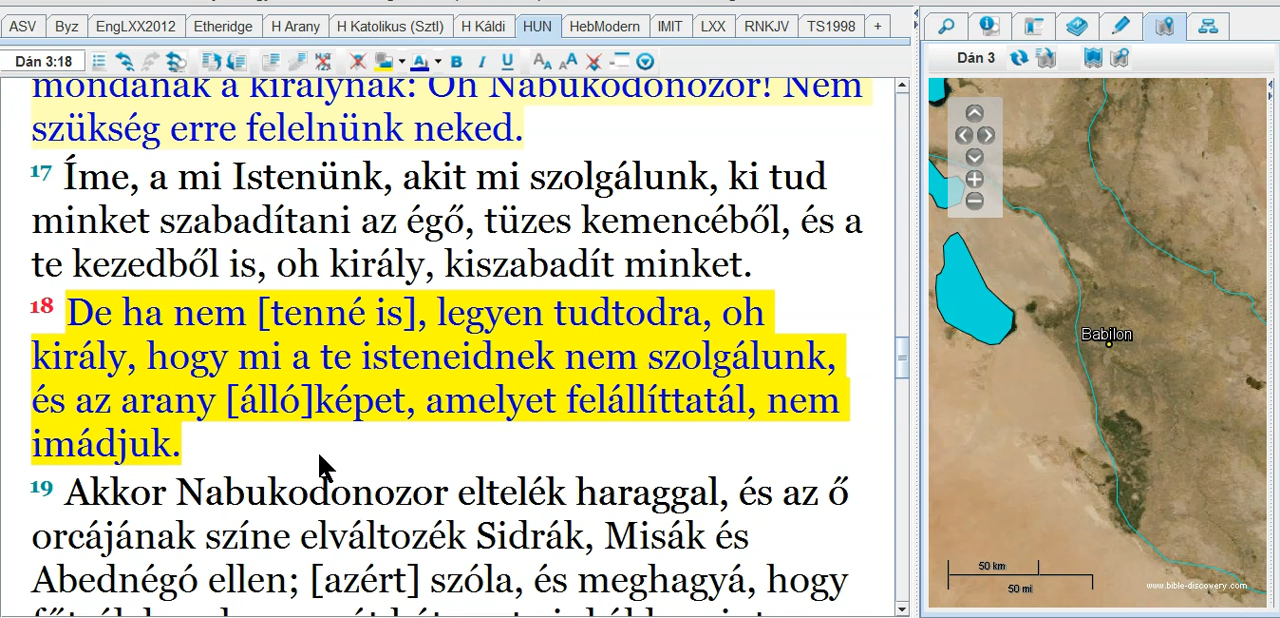 ASV Byz EngLXX2012 Etheridge H Arany H Katolikus (SztI) H Káldi HUN HebModern IMIT LXX RNKJV TS1998 +
Dán 3:18 A B I U A A A
Dán 3
mondanak a királynak: Oh Nabukodonozor! Nem
szükség erre felelnünk neked.
17 Íme, a mi Istenünk, akit mi szolgálunk, ki tud
minket szabadítani az égő, tüzes kemencéből, és a
te kezedből is, oh király, kiszabadít minket.
18 De ha nem [tenné is], legyen tudtodra, oh
király, hogy mi a te isteneidnek nem szolgálunk,
és az arany [álló]képet, amelyet felállíttatál, nem
imádjuk.
19 Akkor Nabukodonozor eltelék haraggal, és az ő
orcájának színe elváltozék Sidrák, Misák és
Abednégó ellen; [azért] szóla, és meghagyá, hogy
Babilon
50 km
50 mi
www.bible-discovery.com